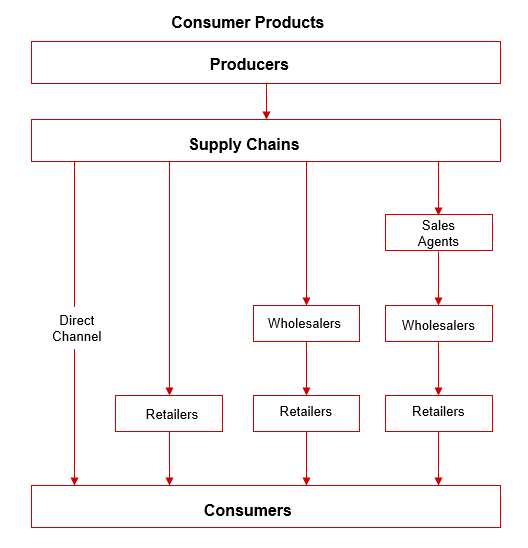 Consumer Products
Producers
Supply Chains
Sales
Agents
Direct
Channel
Wholesalers
Wholesalers
Retailers
Retailers
Retailers
Consumers